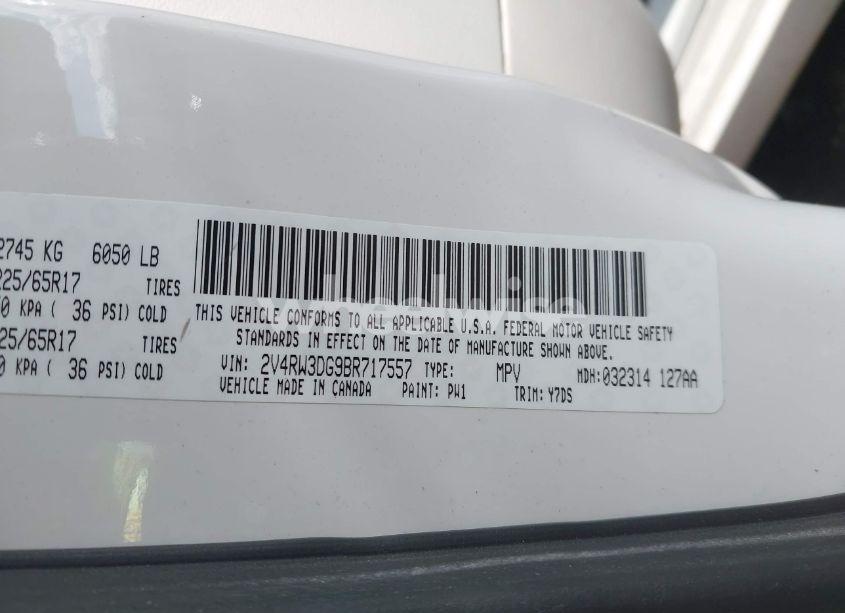 2745 KG 6050 LB
225/65R17 TIRES
0 KPA ( 36 PSI) COLD
25/65R17 TIRES
0 KPA ( 36 PSI) COLD
THIS VEHICLE CONFORMS TO ALL APPLICABLE U.S.A. FEDERAL MOTOR VEHICLE SAFETY
STANDARDS IN EFFECT ON THE DATE OF MANUFACTURE SHOWN ABOVE.
VIN: 2V4RW3DG9BR717557 TYPE: MPV MDH:032314 127AA
VEHICLE MADE IN CANADA PAINT: PW1 TRIM: Y7DS
wheelwise